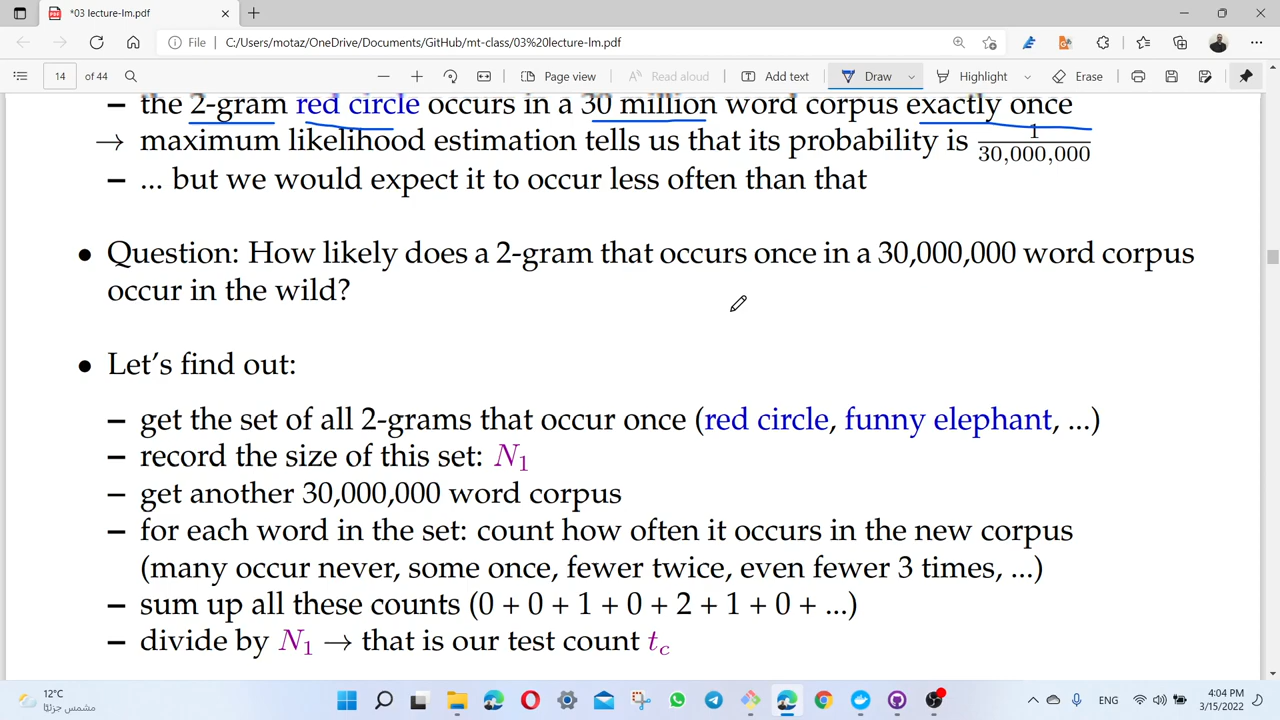 *03 lecture-lm.pdf
File C:/Users/motaz/OneDrive/Documents/GitHub/mt-class/03%20lecture-lm.pdf
14 of 44 Page view Read aloud Add text Draw Highlight Erase
– the 2-gram red circle occurs in a 30 million word corpus exactly once
→ maximum likelihood estimation tells us that its probability is 1/30,000,000
– ... but we would expect it to occur less often than that
• Question: How likely does a 2-gram that occurs once in a 30,000,000 word corpus
occur in the wild?
• Let's find out:
– get the set of all 2-grams that occur once (red circle, funny elephant, ...)
– record the size of this set: N1
– get another 30,000,000 word corpus
– for each word in the set: count how often it occurs in the new corpus
(many occur never, some once, fewer twice, even fewer 3 times, ...)
– sum up all these counts (0 + 0 + 1 + 0 + 2 + 1 + 0 + ...)
– divide by N1 → that is our test count tc
12°C
مشمس جزئيًا
ENG
4:04 PM
3/15/2022